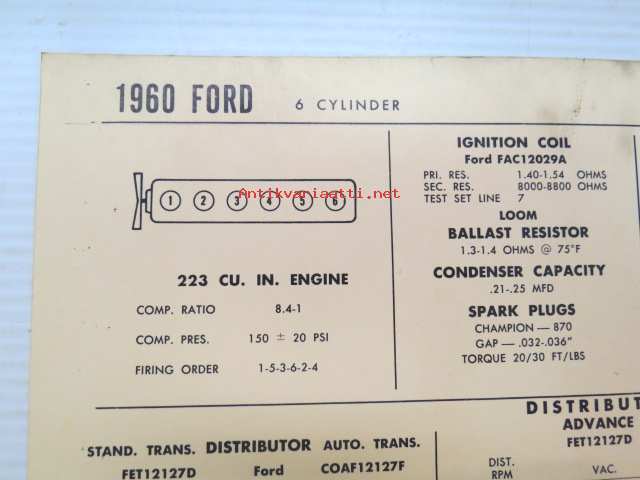 1960 FORD 6 CYLINDER
1 2 3 4 5 6
Antikvariaatti.net
223 CU. IN. ENGINE
COMP. RATIO 8.4-1
COMP. PRES. 150 ± 20 PSI
FIRING ORDER 1-5-3-6-2-4
IGNITION COIL
Ford FAC12029A
PRI. RES. 1.40-1.54 OHMS
SEC. RES. 8000-8800 OHMS
TEST SET LINE 7
LOOM
BALLAST RESISTOR
1.3-1.4 OHMS @ 75°F
CONDENSER CAPACITY
.21-.25 MFD
SPARK PLUGS
CHAMPION — 870
GAP — .032-.036"
TORQUE 20/30 FT/LBS
STAND. TRANS. DISTRIBUTOR AUTO. TRANS.
FET12127D Ford COAF12127F
DISTRIBUT
ADVANCE
FET12127D
DIST. RPM VAC.